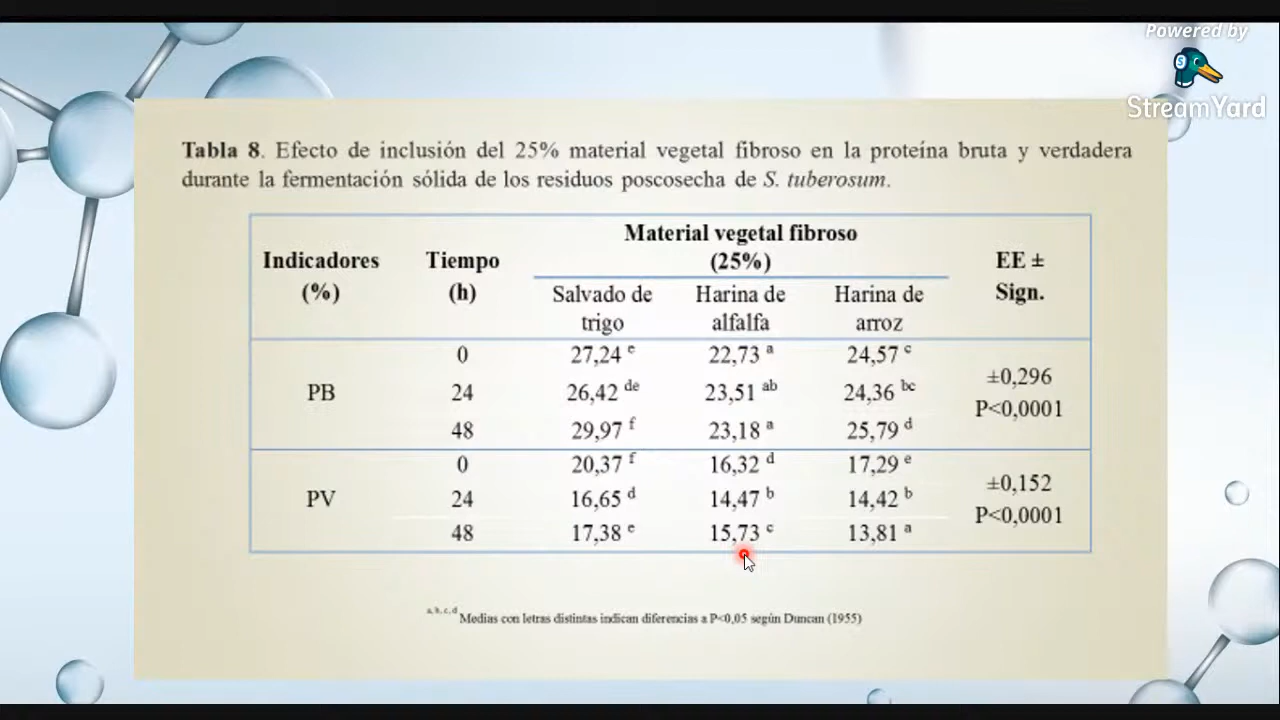 Powered by
StreamYard
Tabla 8. Efecto de inclusión del 25% material vegetal fibroso en la proteína bruta y verdadera
durante la fermentación sólida de los residuos poscosecha de S. tuberosum.
Indicadores (%) Tiempo (h) Material vegetal fibroso (25%) EE ± Sign.
Salvado de trigo Harina de alfalfa Harina de arroz
PB ±0,296 P<0,0001
0 27,24 e 22,73 a 24,57 c
24 26,42 de 23,51 ab 24,36 bc
48 29,97 f 23,18 a 25,79 d
PV ±0,152 P<0,0001
0 20,37 f 16,32 d 17,29 e
24 16,65 d 14,47 b 14,42 b
48 17,38 e 15,73 c 13,81 a
a,b,c,d Medias con letras distintas indican diferencias a P<0,05 según Duncan (1955)